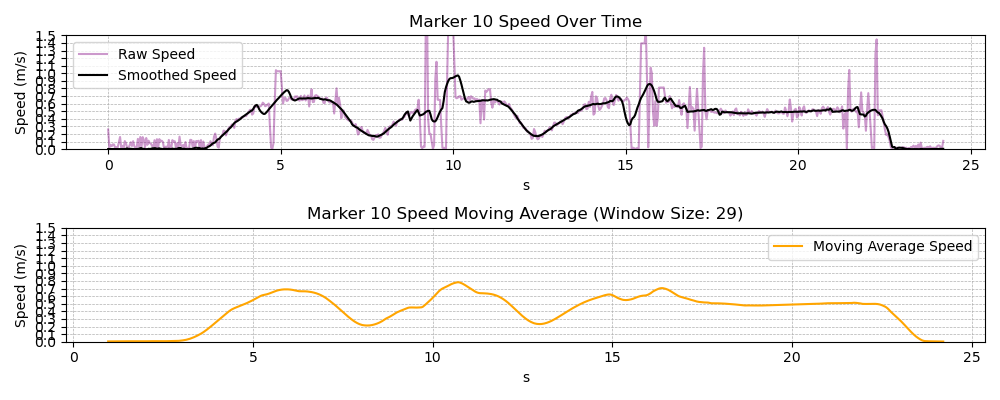 Marker 10 Speed Over Time
Speed (m/s)
1.5
1.4
1.3
1.2
1.1
1.0
0.9
0.8
0.7
0.6
0.5
0.4
0.3
0.2
0.1
0.0
Raw Speed
Smoothed Speed
0 5 10 15 20 25
s
Marker 10 Speed Moving Average (Window Size: 29)
Speed (m/s)
1.5
1.4
1.3
1.2
1.1
1.0
0.9
0.8
0.7
0.6
0.5
0.4
0.3
0.2
0.1
0.0
Moving Average Speed
0 5 10 15 20 25
s